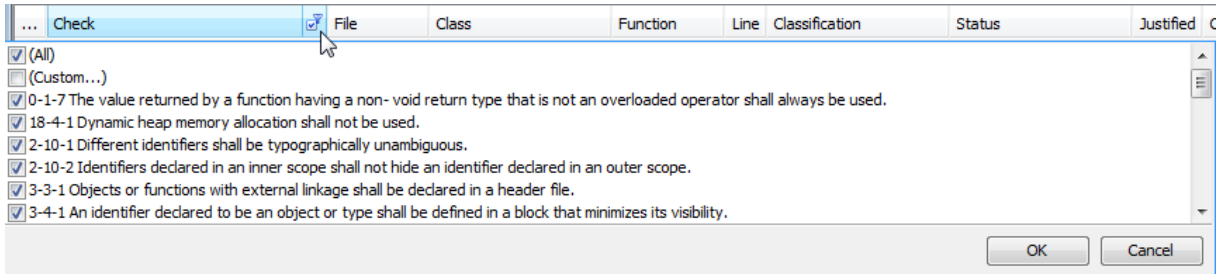 ... Check File Class Function Line Classification Status Justified C
(All)
(Custom...)
0-1-7 The value returned by a function having a non- void return type that is not an overloaded operator shall always be used.
18-4-1 Dynamic heap memory allocation shall not be used.
2-10-1 Different identifiers shall be typographically unambiguous.
2-10-2 Identifiers declared in an inner scope shall not hide an identifier declared in an outer scope.
3-3-1 Objects or functions with external linkage shall be declared in a header file.
3-4-1 An identifier declared to be an object or type shall be defined in a block that minimizes its visibility.
OK Cancel